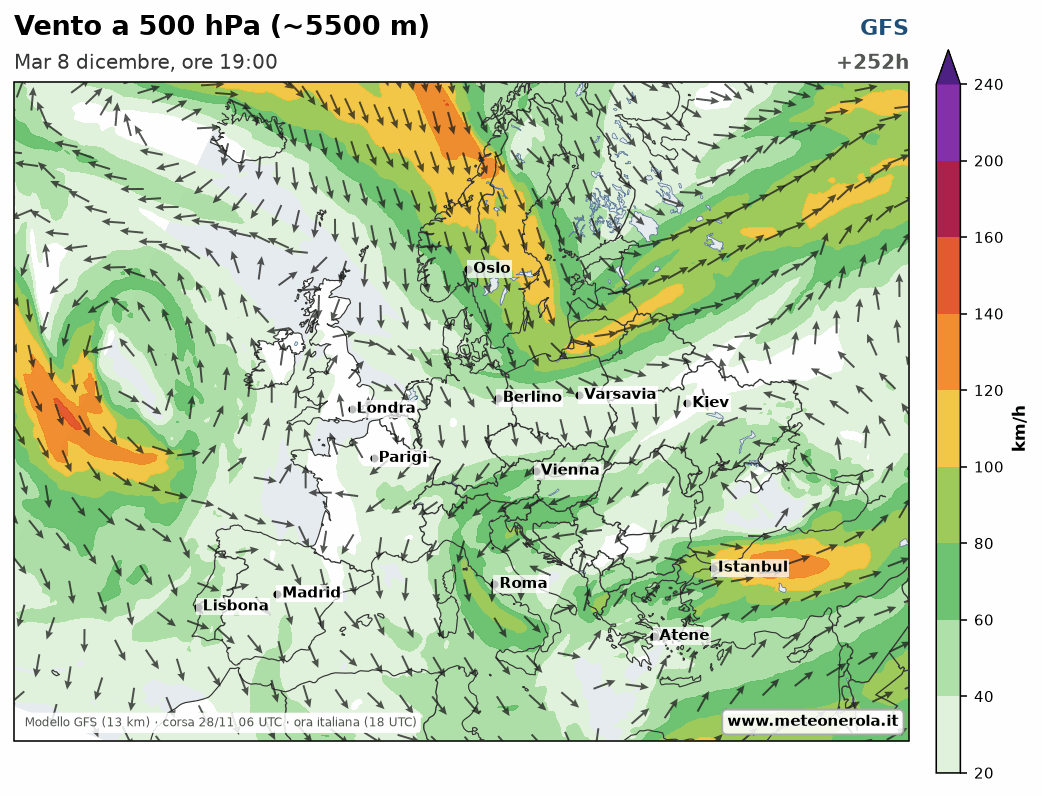 Vento a 500 hPa (~5500 m)
GFS
Mar 8 dicembre, ore 19:00
+252h
240
200
160
140
120
100
80
60
40
20
km/h
Oslo
Berlino
Varsavia
Kiev
Londra
Parigi
Vienna
Istanbul
Roma
Madrid
Lisbona
Atene
Modello GFS (13 km) · corsa 28/11 06 UTC · ora italiana (18 UTC)
www.meteonerola.it